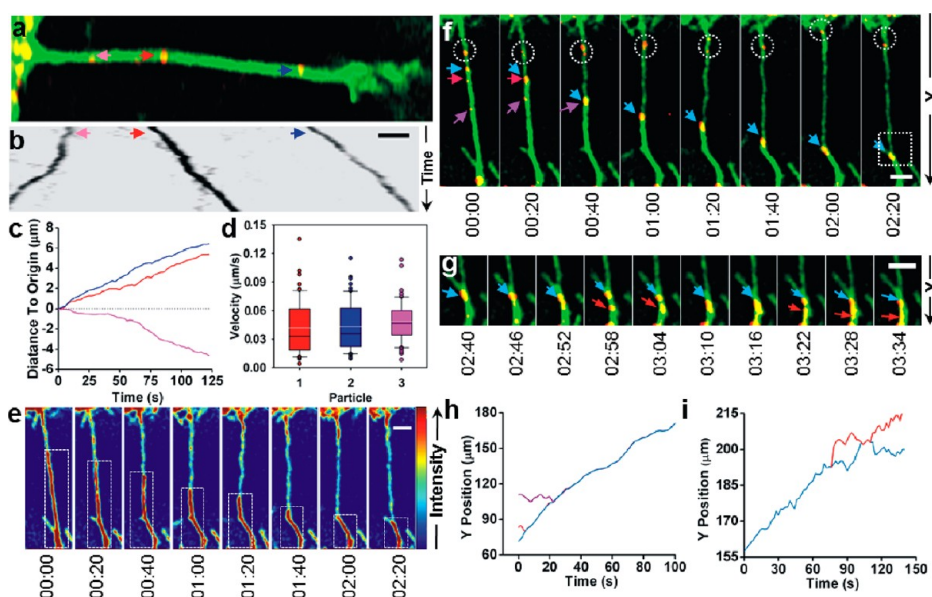 a
b
Time
c
Diatance To Origin (μm)
8
6
4
2
0
-2
-4
-6
0 25 50 75 100 125
Time (s)
d
Velocity (μm/s)
0.15
0.12
0.09
0.06
0.03
0.00
1 2 3
Particle
e
Intensity
00:00 00:20 00:40 01:00 01:20 01:40 02:00 02:20
f
Y
00:00 00:20 00:40 01:00 01:20 01:40 02:00 02:20
g
Y
02:40 02:46 02:52 02:58 03:04 03:10 03:16 03:22 03:28 03:34
h
Y Position (μm)
180
150
120
90
60
0 20 40 60 80 100
Time (s)
i
Y Position (μm)
215
200
185
170
155
0 30 60 90 120 150
Time (s)